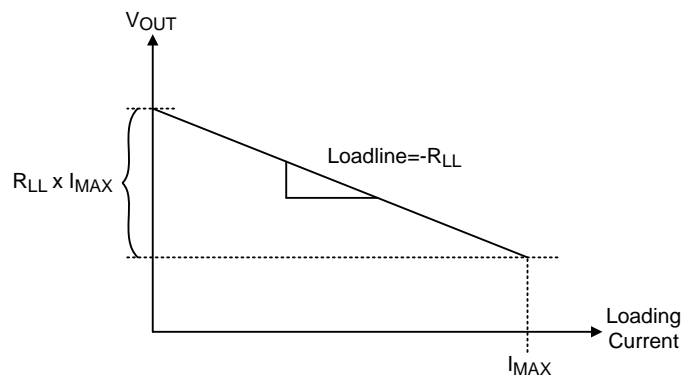 VOUT
Loadline=-RLL
RLL x IMAX
Loading
Current
IMAX